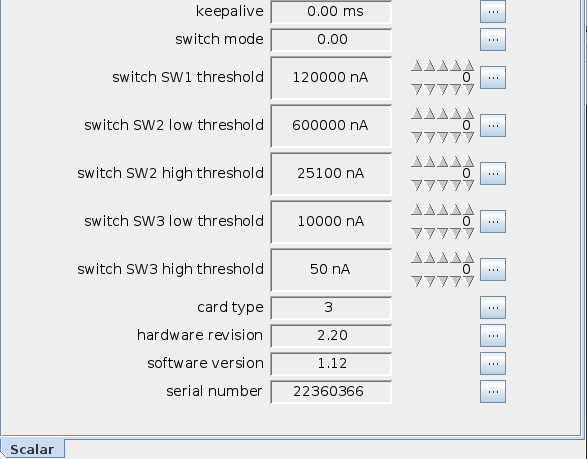 keepalive 0.00 ms ...
switch mode 0.00 ...
switch SW1 threshold 120000 nA 0 ...
switch SW2 low threshold 600000 nA 0 ...
switch SW2 high threshold 25100 nA 0 ...
switch SW3 low threshold 10000 nA 0 ...
switch SW3 high threshold 50 nA 0 ...
card type 3 ...
hardware revision 2.20 ...
software version 1.12 ...
serial number 22360366 ...
Scalar